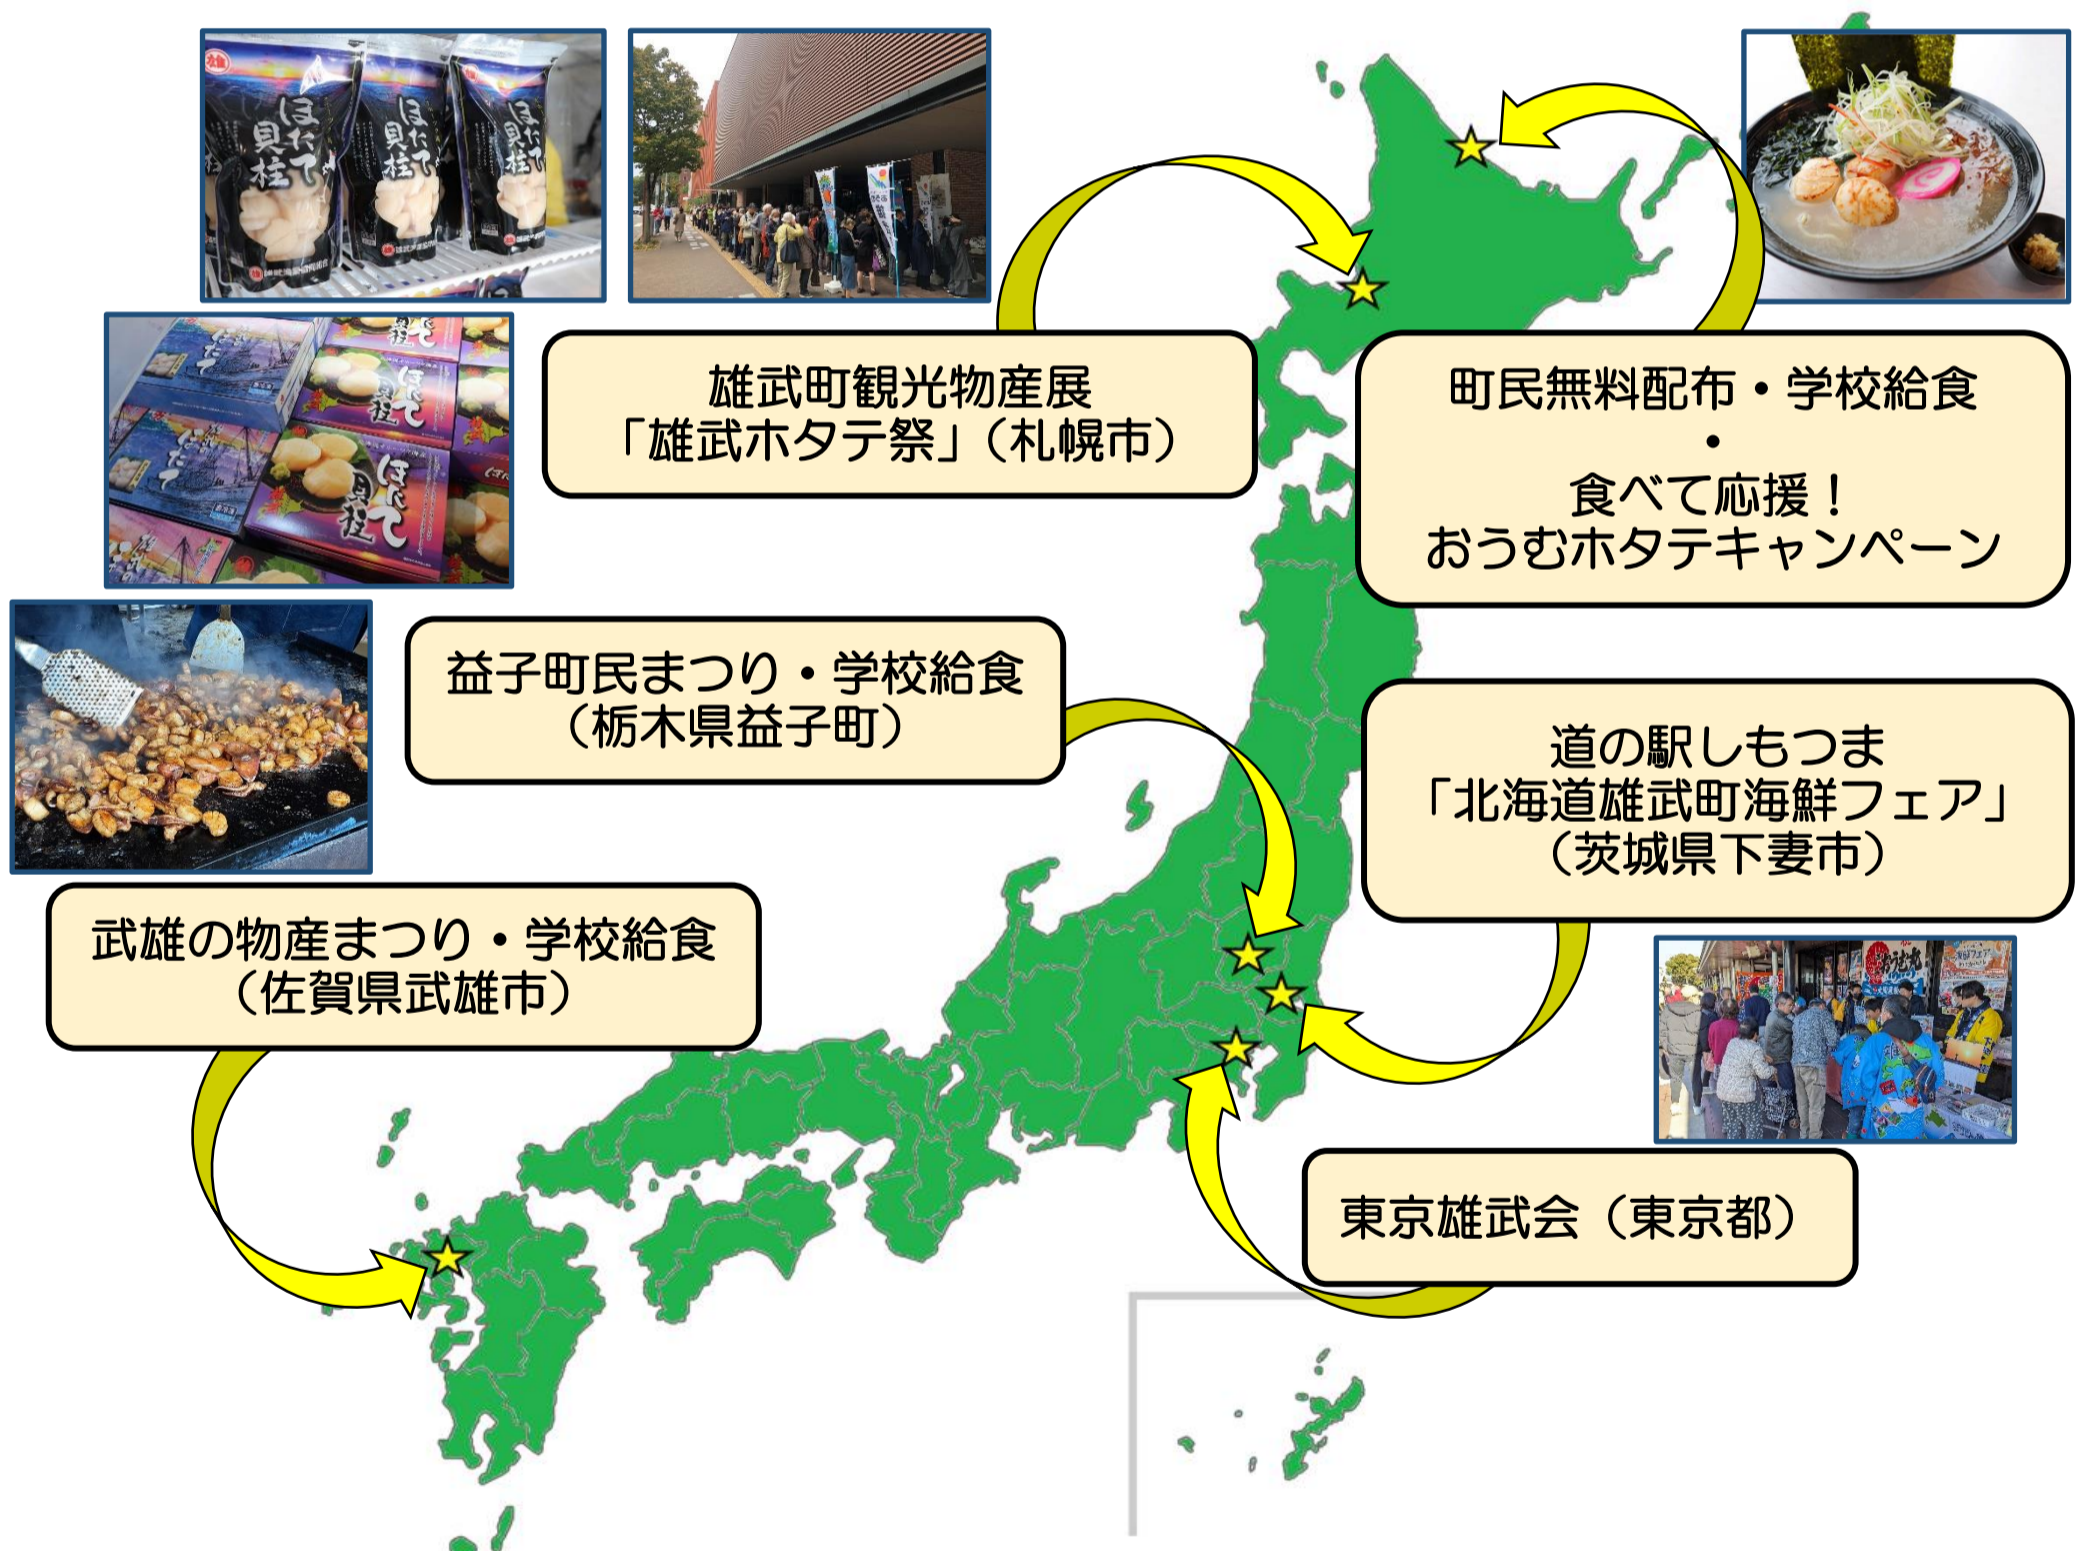 ほたて
貝柱
ほたて
貝柱
ほたて
貝柱
ほたて
貝柱
ほたて
雄武町観光物産展
「雄武ホタテ祭」（札幌市）
町民無料配布・学校給食
・
食べて応援！
おうむホタテキャンペーン
益子町民まつり・学校給食
（栃木県益子町）
道の駅しもつま
「北海道雄武町海鮮フェア」
（茨城県下妻市）
武雄の物産まつり・学校給食
（佐賀県武雄市）
東京雄武会（東京都）